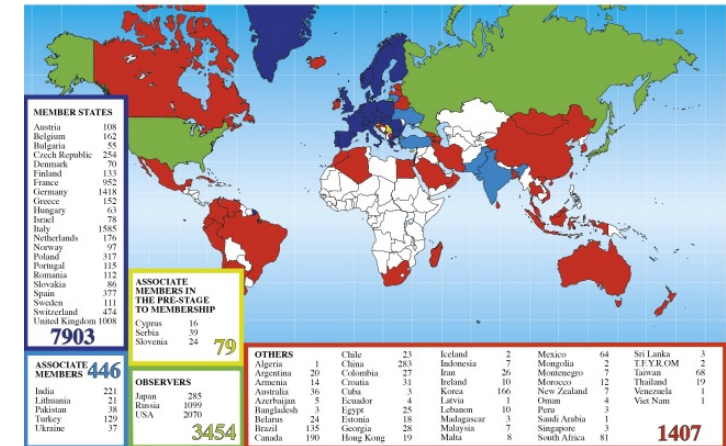 MEMBER STATES
Austria 108
Belgium 162
Bulgaria 55
Czech Republic 254
Denmark 70
Finland 133
France 952
Germany 1418
Greece 152
Hungary 63
Israel 78
Italy 1585
Netherlands 176
Norway 97
Poland 317
Portugal 115
Romania 112
Slovakia 86
Spain 377
Sweden 111
Switzerland 474
United Kingdom 1008
7903
ASSOCIATE
MEMBERS 446
India 221
Lithuania 21
Pakistan 38
Turkey 129
Ukraine 37
ASSOCIATE
MEMBERS IN
THE PRE-STAGE
TO MEMBERSHIP
Cyprus 16
Serbia 39
Slovenia 24
79
OBSERVERS
Japan 285
Russia 1099
USA 2070
3454
OTHERS
Algeria 1
Argentina 20
Armenia 14
Australia 36
Azerbaijan 5
Bangladesh 3
Belarus 24
Brazil 135
Canada 190
Chile 23
China 283
Colombia 27
Croatia 31
Cuba 3
Ecuador 4
Egypt 25
Estonia 18
Georgia 28
Hong Kong 19
Iceland 2
Indonesia 7
Iran 26
Ireland 10
Korea 166
Latvia 1
Lebanon 10
Madagascar 3
Malaysia 7
Malta 8
Mexico 64
Mongolia 2
Montenegro 7
Morocco 12
New Zealand 7
Oman 4
Peru 3
Saudi Arabia 1
Singapore 3
South Africa 81
Sri Lanka 3
T.F.Y.R.OM 2
Taiwan 68
Thailand 19
Venezuela 1
Viet Nam 1
1407